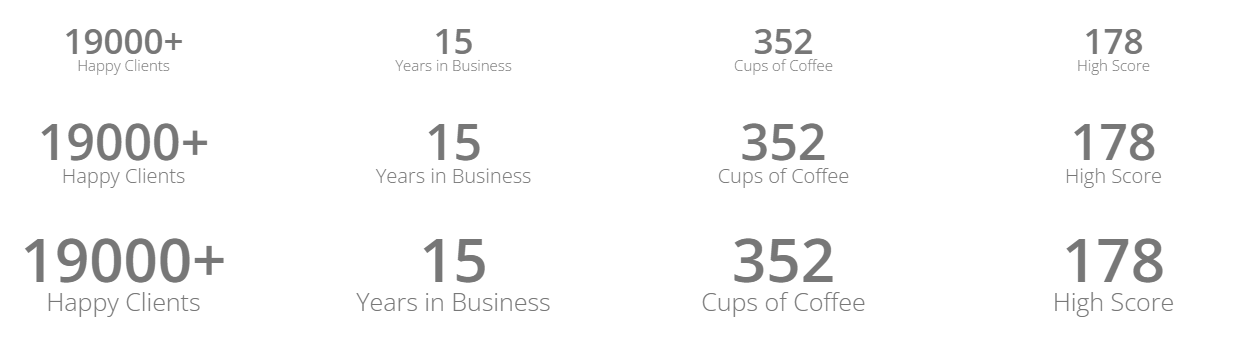 19000+ 15 352 178
Happy Clients Years in Business Cups of Coffee High Score
19000+ 15 352 178
Happy Clients Years in Business Cups of Coffee High Score
19000+ 15 352 178
Happy Clients Years in Business Cups of Coffee High Score